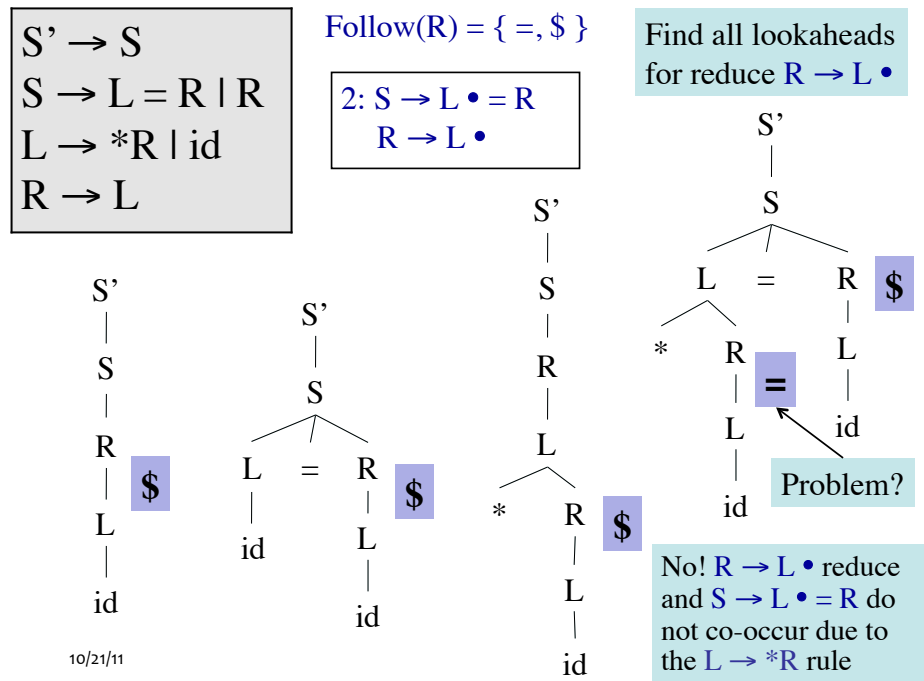 S’ → S
S → L = R | R
L → *R | id
R → L
Follow(R) = { =, $ }
2: S → L • = R
R → L •
Find all lookaheads
for reduce R → L •
S’
S
R
L
id
$
S’
S
L = R
id L
id
$
S’
S
R
L
* R
L
id
$
S’
S
L = R
* R L
L id
id
$
=
Problem?
No! R → L • reduce
and S → L • = R do
not co-occur due to
the L → *R rule
10/21/11